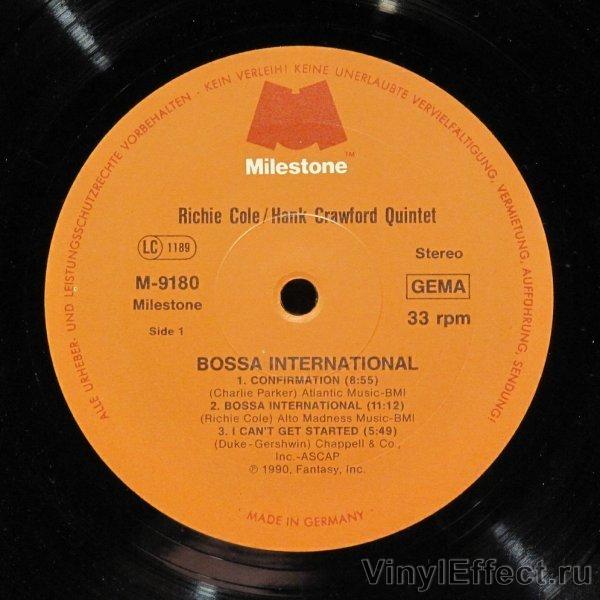 ALLE URHEBER- UND LEISTUNGSSCHUTZRECHTE VORBEHALTEN - KEIN VERLEIH! KEINE UNERLAUBTE VERVIELFÄLTIGUNG, VERMIETUNG, AUFFÜHRUNG, SENDUNG!
Milestone™
Richie Cole/Hank Crawford Quintet
LC 1189
Stereo
M-9180
GEMA
Milestone
33 rpm
Side 1
BOSSA INTERNATIONAL
1. CONFIRMATION (8:55)
(Charlie Parker) Atlantic Music-BMI
2. BOSSA INTERNATIONAL (11:12)
(Richie Cole) Alto Madness Music-BMI
3. I CAN'T GET STARTED (5:49)
(Duke-Gershwin) Chappell & Co.,
Inc.-ASCAP
℗ 1990, Fantasy, Inc.
· MADE IN GERMANY ·
VinylEffect.ru